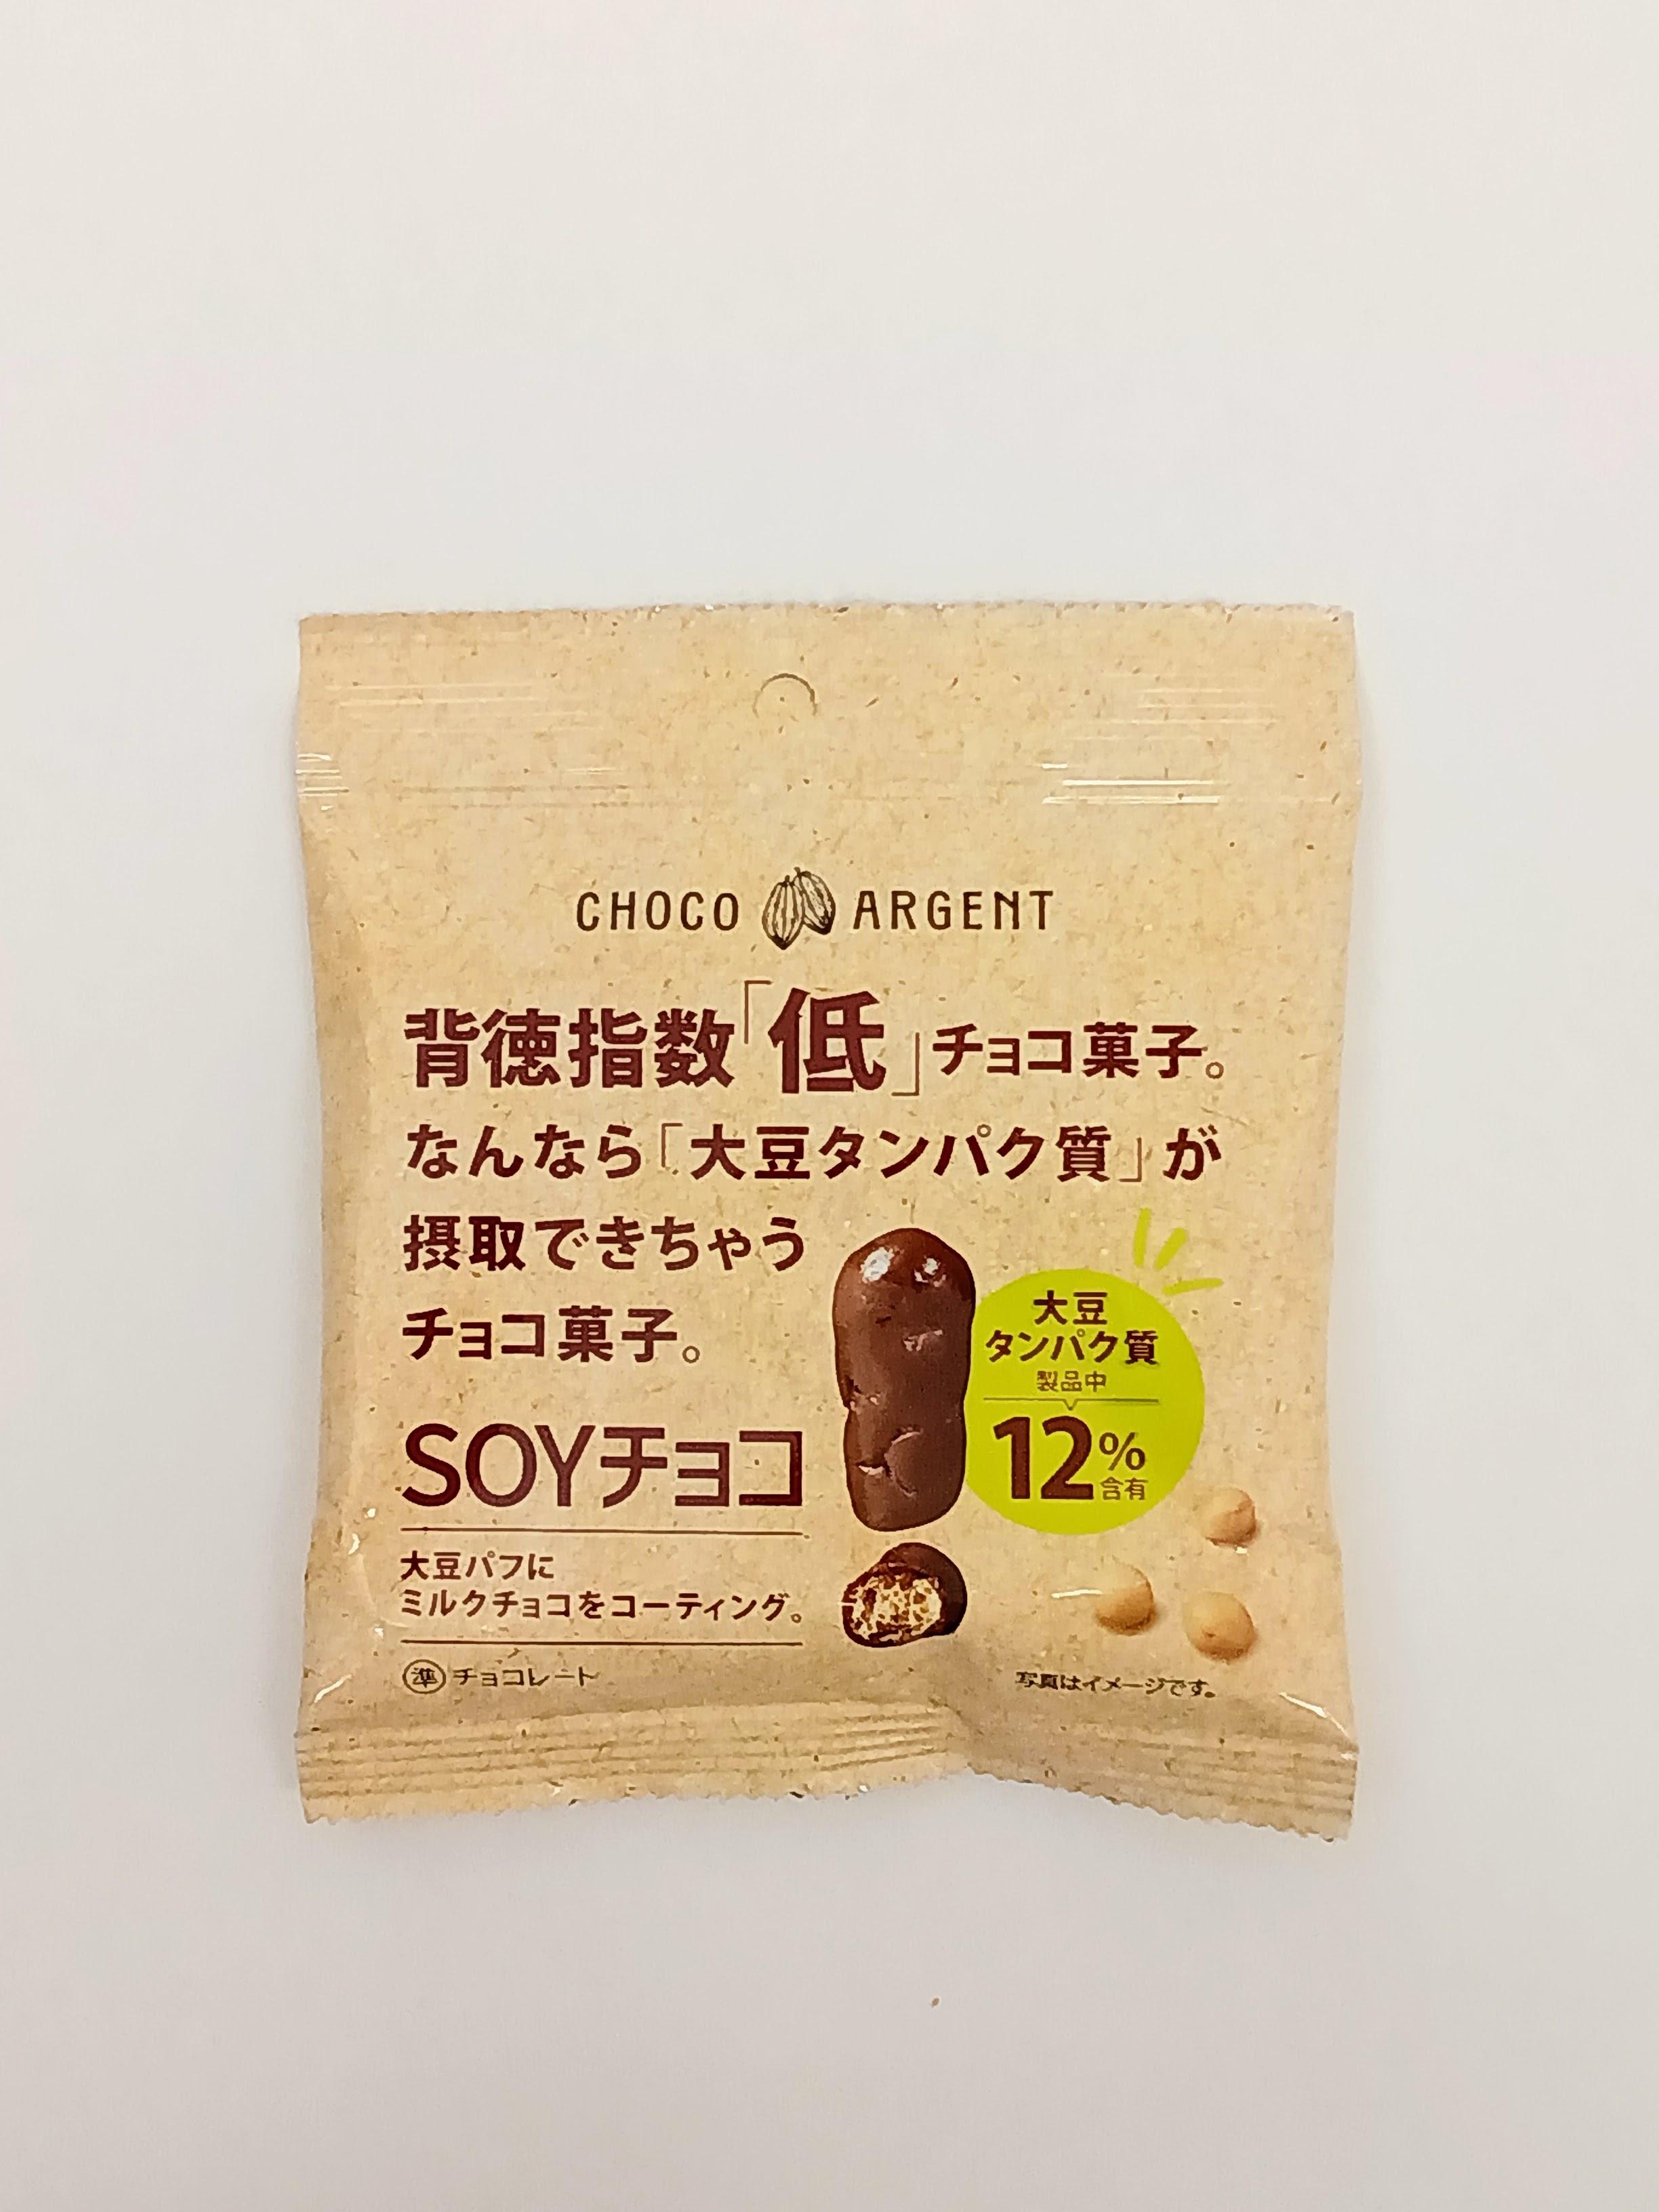 CHOCO ARGENT
背徳指数「低」チョコ菓子。
なんなら「大豆タンパク質」が
摂取できちゃう
チョコ菓子。
大豆
タンパク質
製品中
12%
含有
SOYチョコ
大豆パフに
ミルクチョコをコーティング。
準 チョコレート
写真はイメージです。